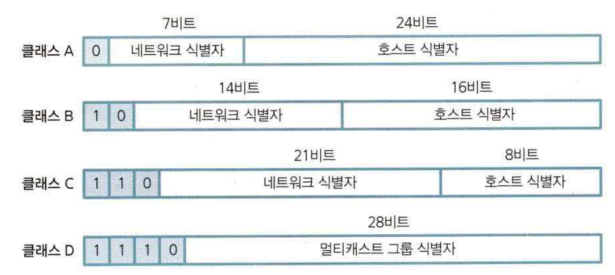 7비트 24비트
클래스 A 0 네트워크 식별자 호스트 식별자
14비트 16비트
클래스 B 1 0 네트워크 식별자 호스트 식별자
21비트 8비트
클래스 C 1 1 0 네트워크 식별자 호스트 식별자
28비트
클래스 D 1 1 1 0 멀티캐스트 그룹 식별자